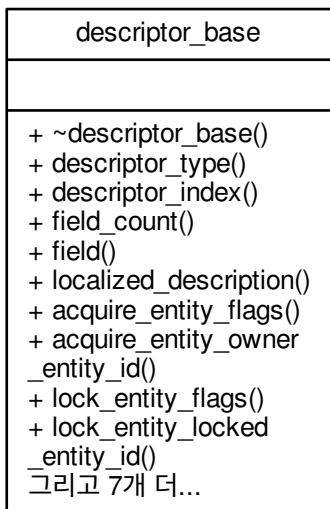 descriptor_base
+ ~descriptor_base()
+ descriptor_type()
+ descriptor_index()
+ field_count()
+ field()
+ localized_description()
+ acquire_entity_flags()
+ acquire_entity_owner
_entity_id()
+ lock_entity_flags()
+ lock_entity_locked
_entity_id()
그리고 7개 더...